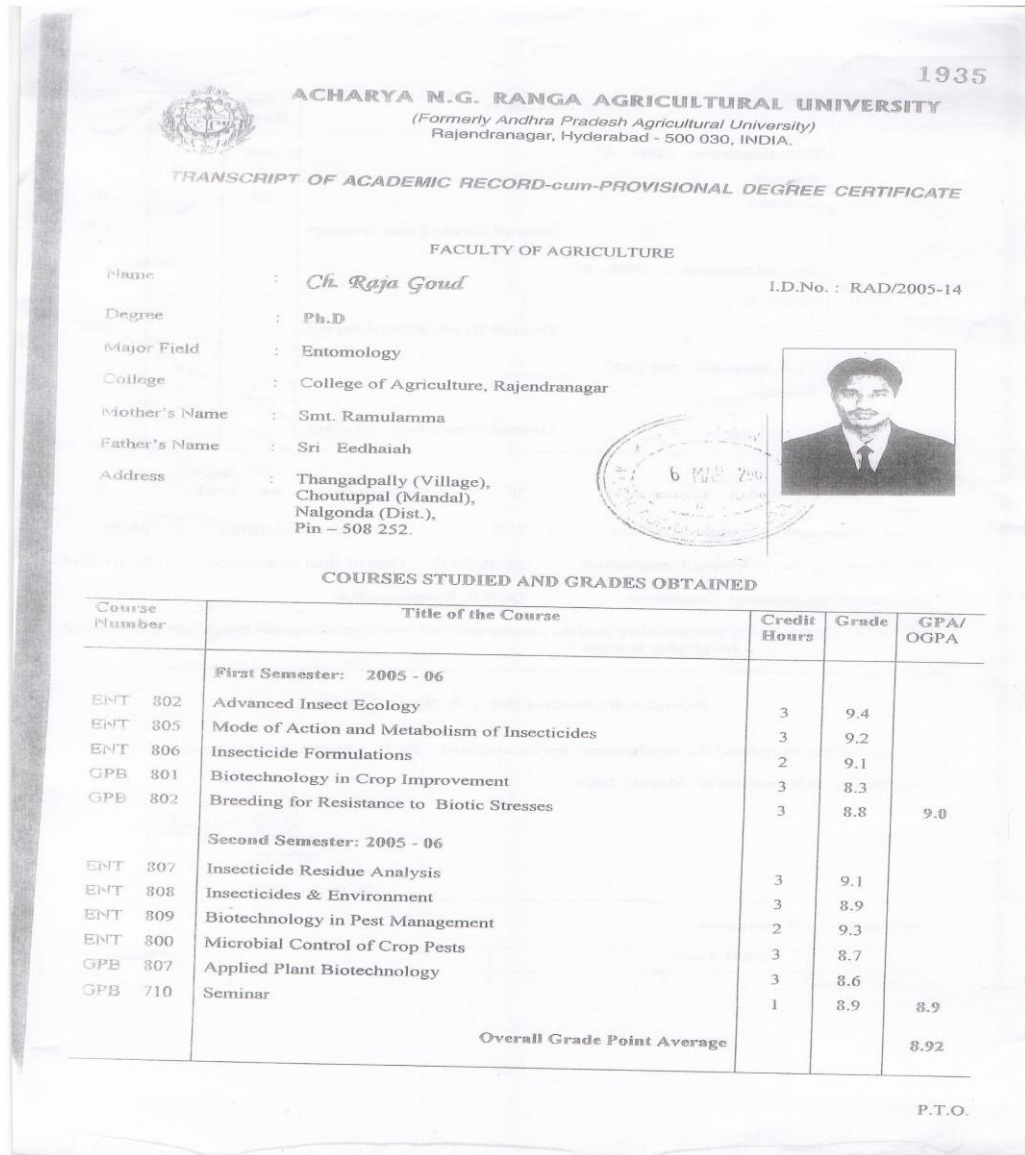 1935
ACHARYA N.G. RANGA AGRICULTURAL UNIVERSITY
(Formerly Andhra Pradesh Agricultural University)
Rajendranagar, Hyderabad - 500 030, INDIA.
TRANSCRIPT OF ACADEMIC RECORD-cum-PROVISIONAL DEGREE CERTIFICATE
FACULTY OF AGRICULTURE
Name : Ch. Raja Goud I.D.No. : RAD/2005-14
Degree : Ph.D
Major Field : Entomology
College : College of Agriculture, Rajendranagar
Mother's Name : Smt. Ramulamma
Father's Name : Sri Eedhaiah
Address : Thangadpally (Village),
Choutuppal (Mandal),
Nalgonda (Dist.),
Pin – 508 252.
6 MAR
COURSES STUDIED AND GRADES OBTAINED
Course Number Title of the Course Credit Hours Grade GPA/ OGPA
First Semester: 2005 - 06
ENT 802 Advanced Insect Ecology 3 9.4
ENT 805 Mode of Action and Metabolism of Insecticides 3 9.2
ENT 806 Insecticide Formulations 2 9.1
GPB 801 Biotechnology in Crop Improvement 3 8.3
GPB 802 Breeding for Resistance to Biotic Stresses 3 8.8 9.0
Second Semester: 2005 - 06
ENT 807 Insecticide Residue Analysis 3 9.1
ENT 808 Insecticides & Environment 3 8.9
ENT 809 Biotechnology in Pest Management 2 9.3
ENT 800 Microbial Control of Crop Pests 3 8.7
GPB 807 Applied Plant Biotechnology 3 8.6
GPB 710 Seminar 1 8.9 8.9
Overall Grade Point Average 8.92
P.T.O.